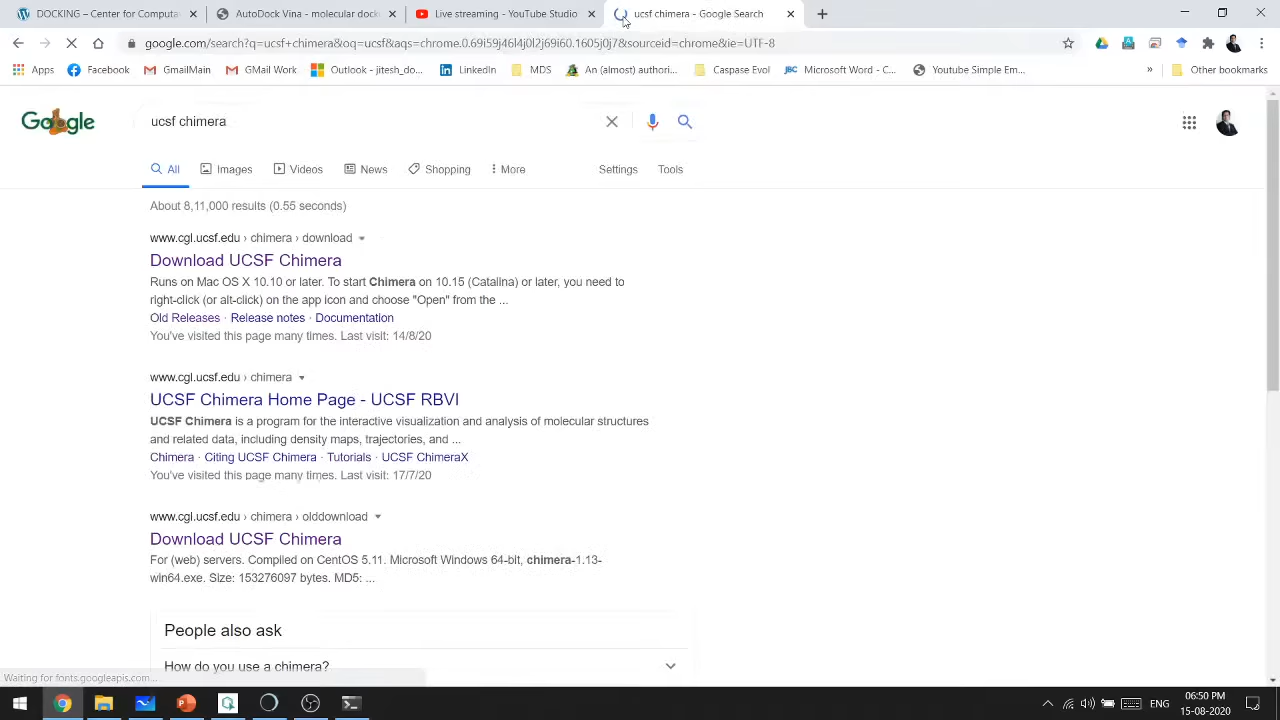 DOCKING – Center for Computa
AutoDock Vina - molecular dock
Live streaming - YouTube Studio
ucsf chimera - Google Search
google.com/search?q=ucsf+chimera&oq=ucsf&aqs=chrome.0.69i59j46l4j0l2j69i60.1605j0j7&sourceid=chrome&ie=UTF-8
Apps Facebook GmailMain GMail Work Outlook - jitesh_do... LinkedIn MDS An (almost) authori... Caspase Evol JBC Microsoft Word - C... Youtube Simple Em... » Other bookmarks
Google
ucsf chimera
All Images Videos News Shopping More Settings Tools
About 8,11,000 results (0.55 seconds)
www.cgl.ucsf.edu › chimera › download
Download UCSF Chimera
Runs on Mac OS X 10.10 or later. To start Chimera on 10.15 (Catalina) or later, you need to
right-click (or alt-click) on the app icon and choose "Open" from the ...
Old Releases · Release notes · Documentation
You've visited this page many times. Last visit: 14/8/20
www.cgl.ucsf.edu › chimera
UCSF Chimera Home Page - UCSF RBVI
UCSF Chimera is a program for the interactive visualization and analysis of molecular structures
and related data, including density maps, trajectories, and ...
Chimera · Citing UCSF Chimera · Tutorials · UCSF ChimeraX
You've visited this page many times. Last visit: 17/7/20
www.cgl.ucsf.edu › chimera › olddownload
Download UCSF Chimera
For (web) servers. Compiled on CentOS 5.11. Microsoft Windows 64-bit, chimera-1.13-
win64.exe. Size: 153276097 bytes. MD5: ...
People also ask
How do you use a chimera?
Waiting for fonts.googleapis.com...
ENG
06:50 PM
15-08-2020